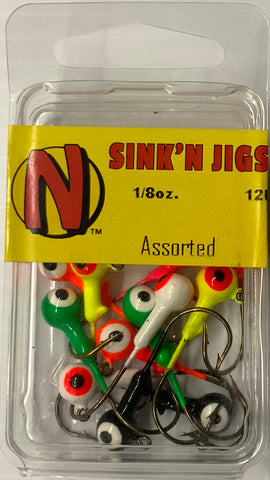 SINK'N JIGS
N
TM
1/8oz.
Assorted